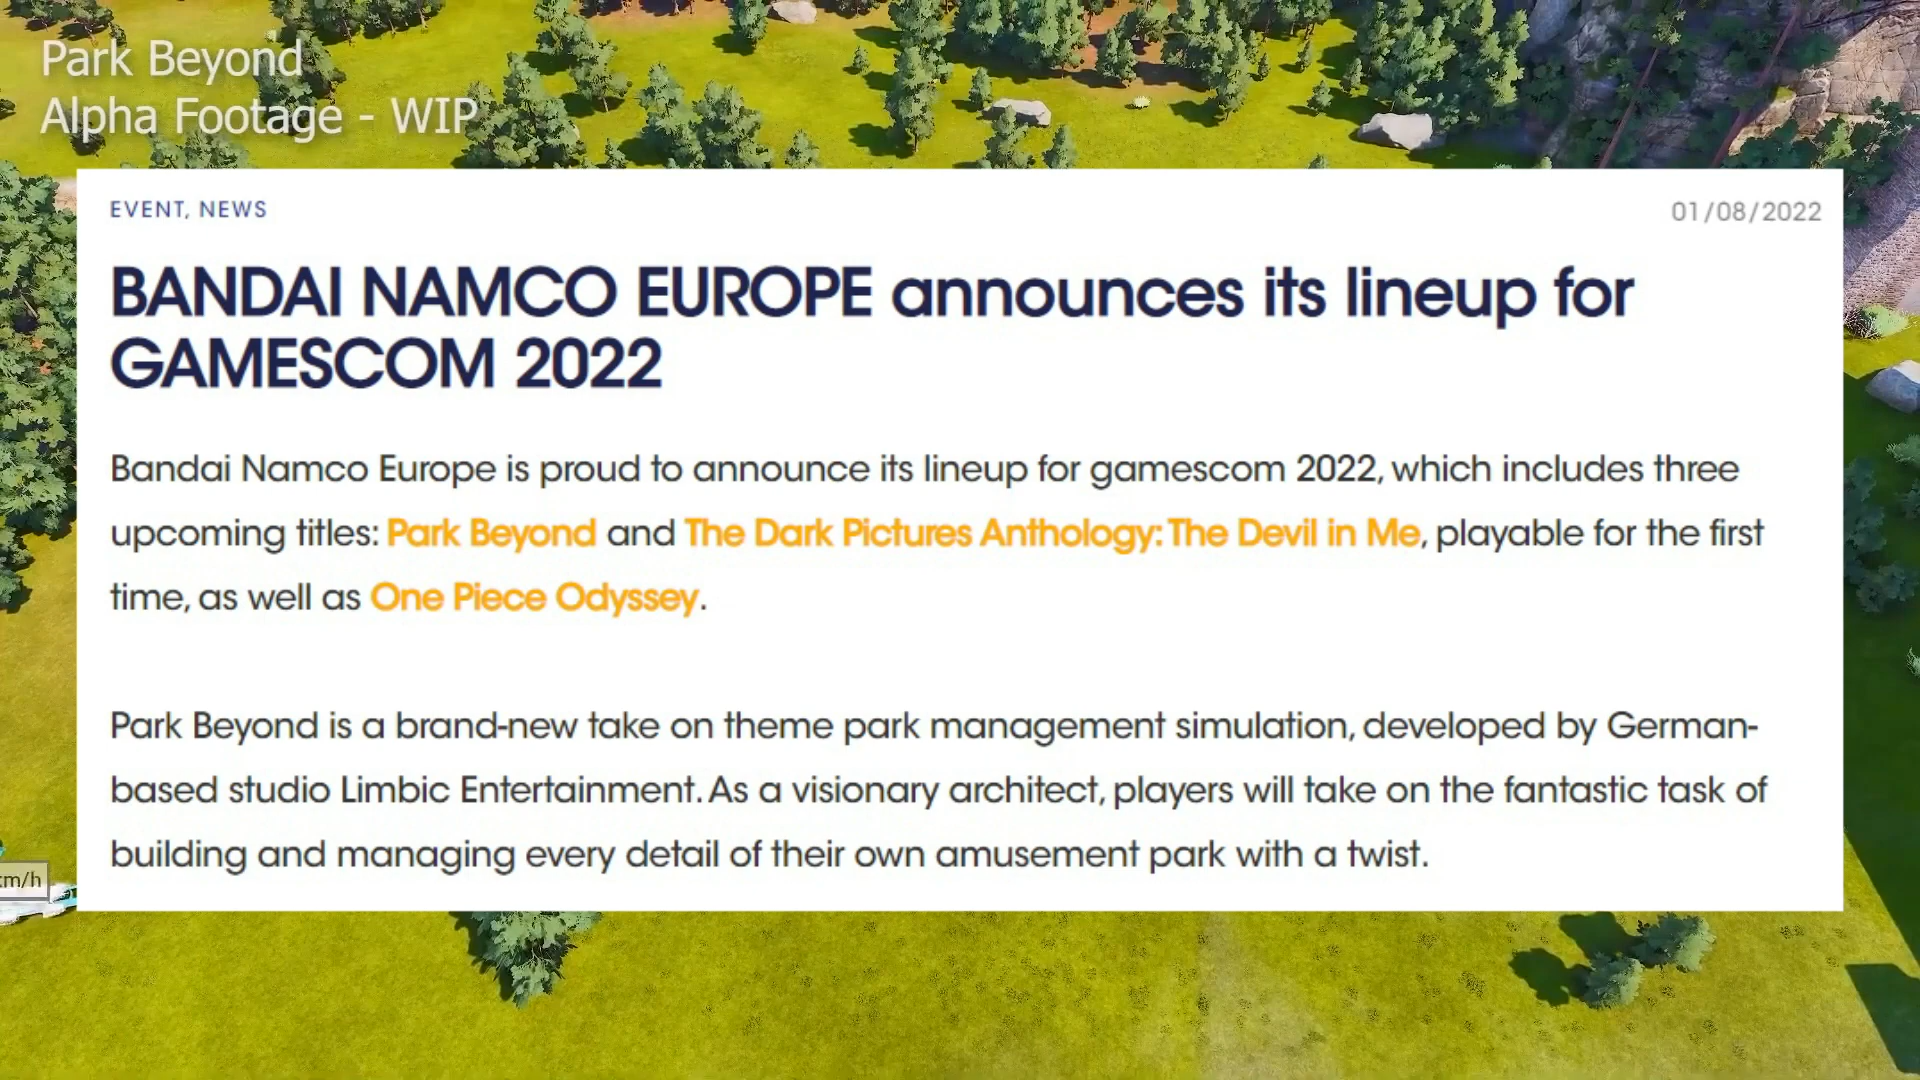 Park Beyond
Alpha Footage - WIP
EVENT, NEWS
01/08/2022
BANDAI NAMCO EUROPE announces its lineup for
GAMESCOM 2022
Bandai Namco Europe is proud to announce its lineup for gamescom 2022, which includes three
upcoming titles: Park Beyond and The Dark Pictures Anthology: The Devil in Me, playable for the first
time, as well as One Piece Odyssey.
Park Beyond is a brand-new take on theme park management simulation, developed by German-
based studio Limbic Entertainment. As a visionary architect, players will take on the fantastic task of
building and managing every detail of their own amusement park with a twist.
m/h